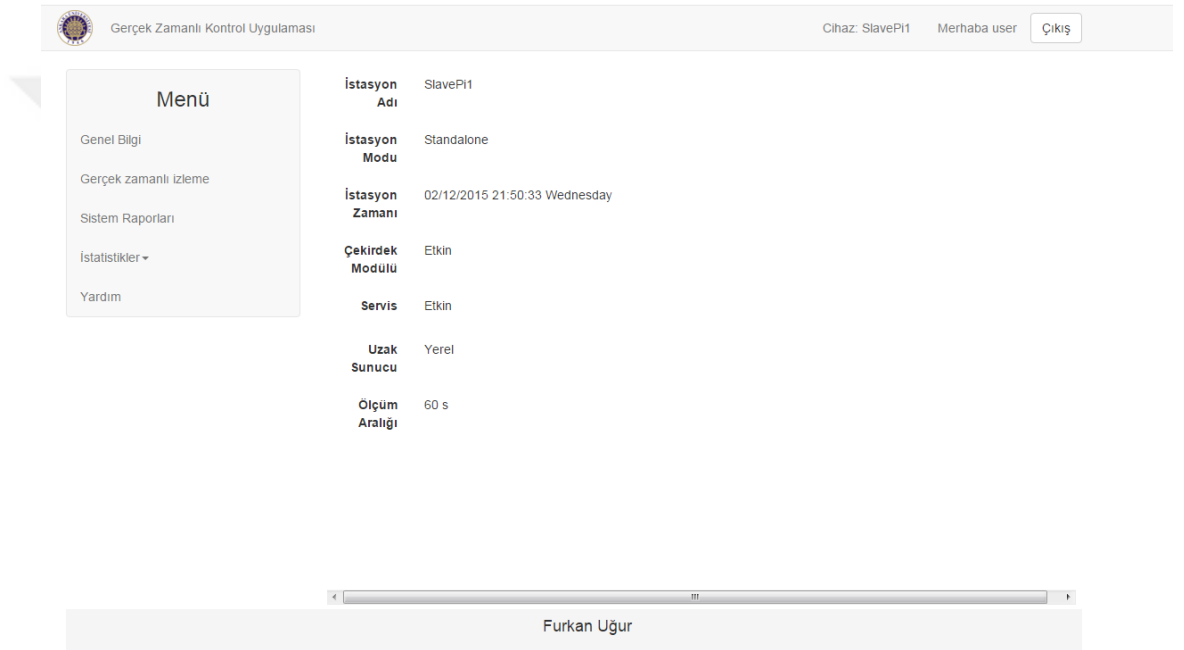 Gerçek Zamanlı Kontrol Uygulaması
Cihaz: SlavePi1
Merhaba user
Çıkış
Menü
Genel Bilgi
Gerçek zamanlı izleme
Sistem Raporları
İstatistikler
Yardım
İstasyon
Adı
SlavePi1
İstasyon
Modu
Standalone
İstasyon
Zamanı
02/12/2015 21:50:33 Wednesday
Çekirdek
Modülü
Etkin
Servis
Etkin
Uzak
Sunucu
Yerel
Ölçüm
Aralığı
60 s
Furkan Uğur